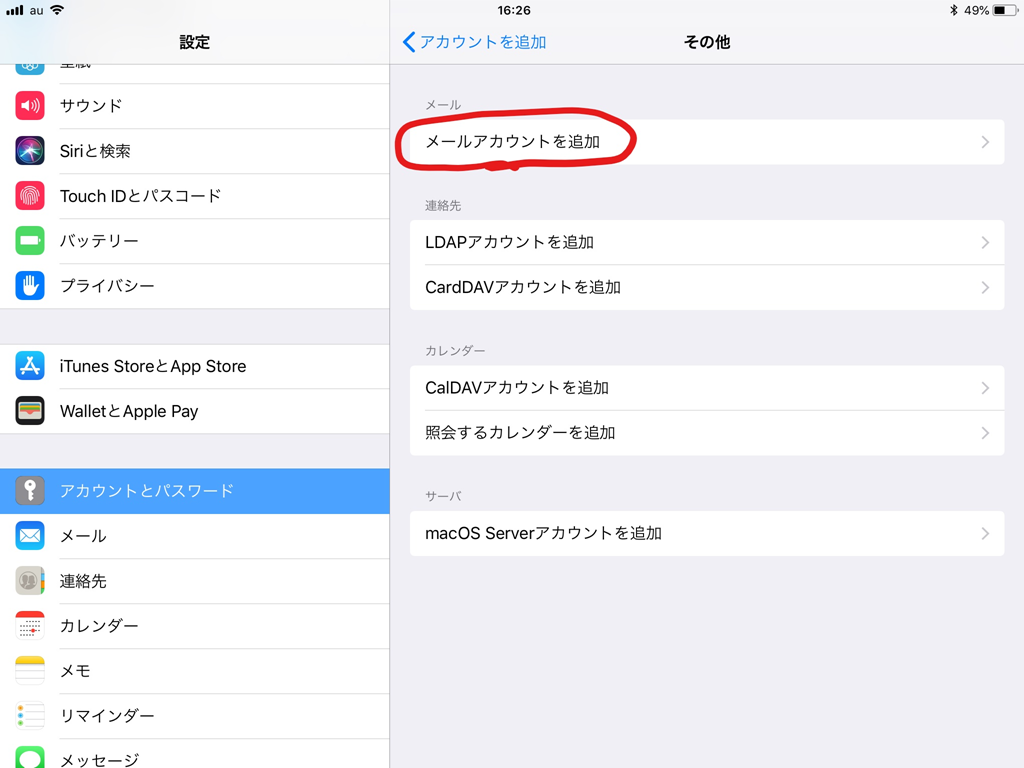 au
16:26
49%
設定
アカウントを追加
その他
壁紙
サウンド
Siriと検索
Touch IDとパスコード
バッテリー
プライバシー
iTunes StoreとApp Store
WalletとApple Pay
アカウントとパスワード
メール
連絡先
カレンダー
メモ
リマインダー
メッセージ
メール
メールアカウントを追加
連絡先
LDAPアカウントを追加
CardDAVアカウントを追加
カレンダー
CalDAVアカウントを追加
照会するカレンダーを追加
サーバ
macOS Serverアカウントを追加